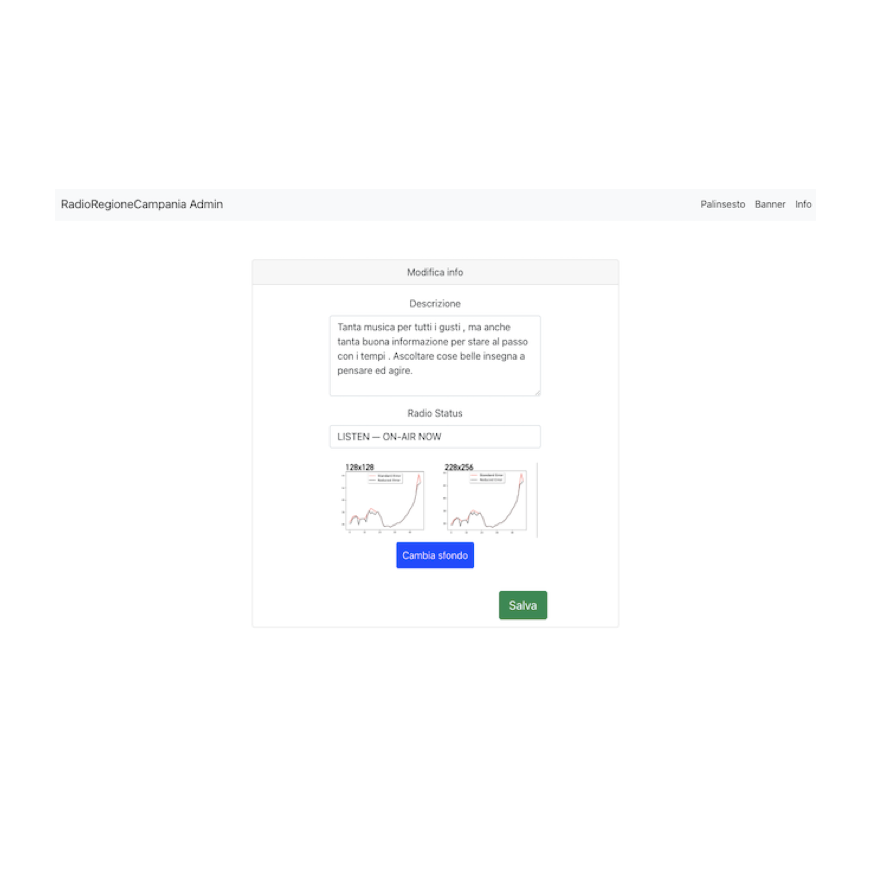 RadioRegioneCampania Admin
Palinsesto Banner Info
Modifica info
Descrizione
Tanta musica per tutti i gusti , ma anche
tanta buona informazione per stare al passo
con i tempi . Ascoltare cose belle insegna a
pensare ed agire.
Radio Status
LISTEN — ON-AIR NOW
128x128
228x256
Cambia sfondo
Salva